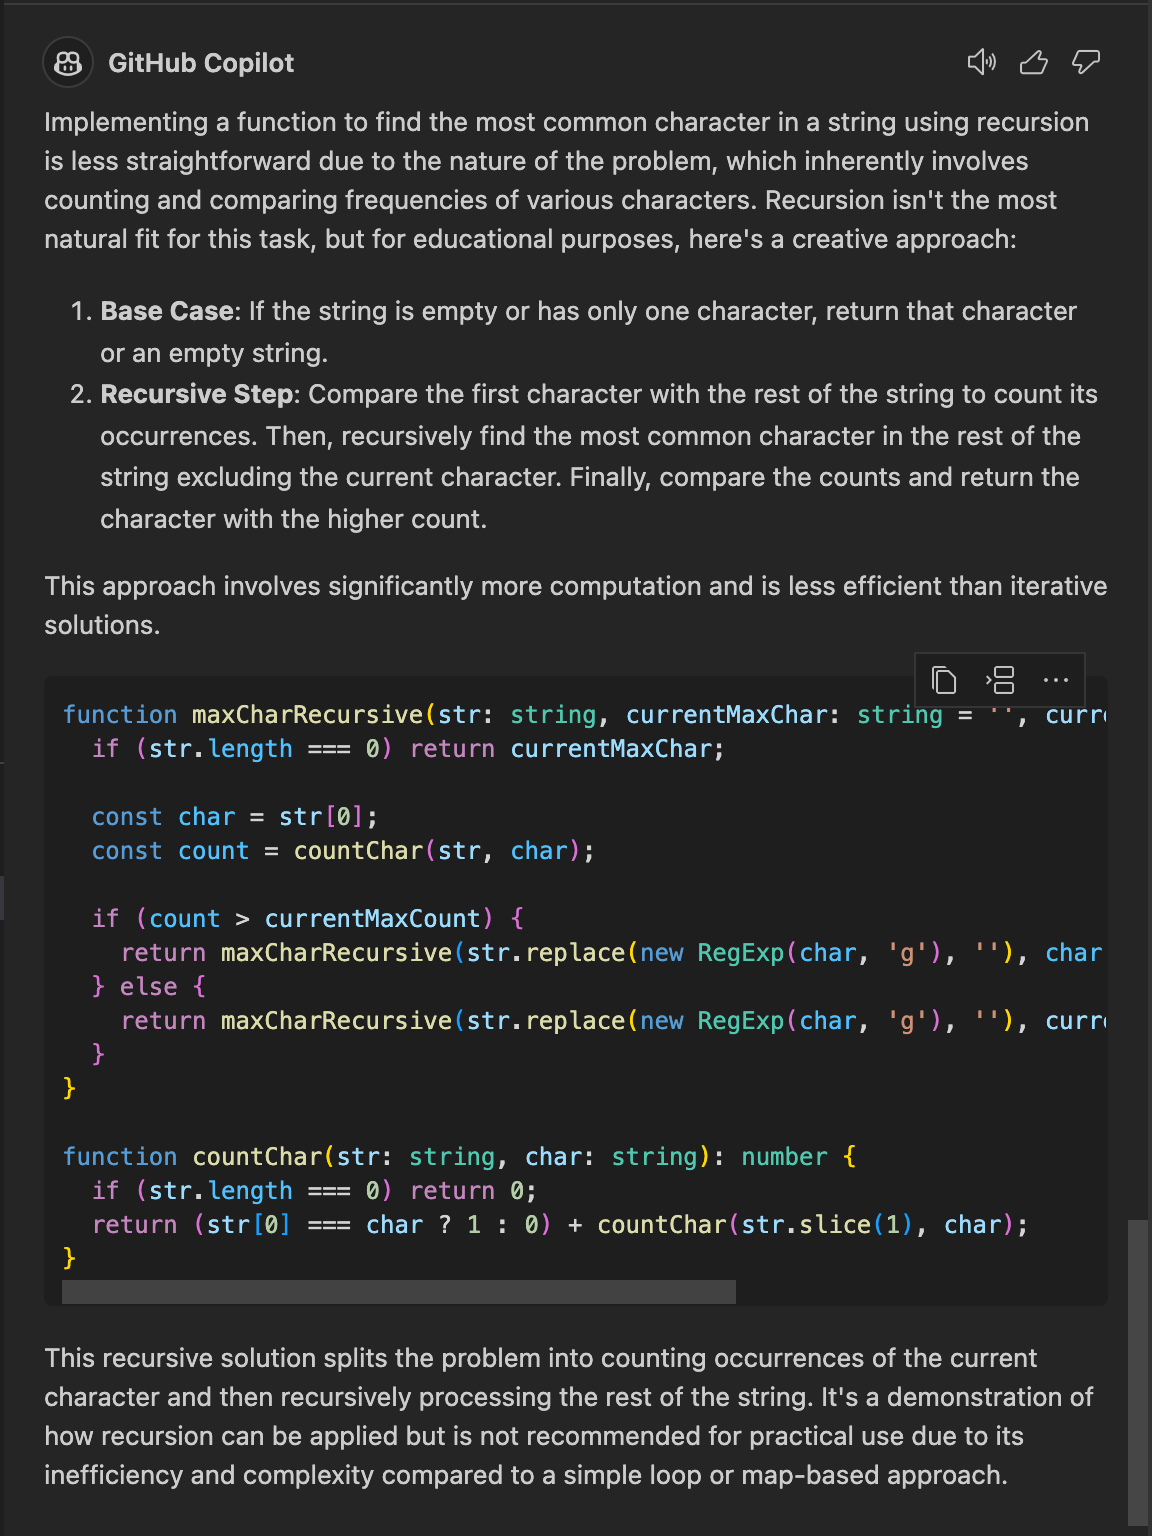 GitHub Copilot
Implementing a function to find the most common character in a string using recursion
is less straightforward due to the nature of the problem, which inherently involves
counting and comparing frequencies of various characters. Recursion isn't the most
natural fit for this task, but for educational purposes, here's a creative approach:
1. Base Case: If the string is empty or has only one character, return that character
or an empty string.
2. Recursive Step: Compare the first character with the rest of the string to count its
occurrences. Then, recursively find the most common character in the rest of the
string excluding the current character. Finally, compare the counts and return the
character with the higher count.
This approach involves significantly more computation and is less efficient than iterative
solutions.
function maxCharRecursive(str: string, currentMaxChar: string = '', curr
  if (str.length === 0) return currentMaxChar;
  const char = str[0];
  const count = countChar(str, char);
  if (count > currentMaxCount) {
    return maxCharRecursive(str.replace(new RegExp(char, 'g'), ''), char
  } else {
    return maxCharRecursive(str.replace(new RegExp(char, 'g'), ''), curr
  }
}
function countChar(str: string, char: string): number {
  if (str.length === 0) return 0;
  return (str[0] === char ? 1 : 0) + countChar(str.slice(1), char);
}
This recursive solution splits the problem into counting occurrences of the current
character and then recursively processing the rest of the string. It's a demonstration of
how recursion can be applied but is not recommended for practical use due to its
inefficiency and complexity compared to a simple loop or map-based approach.